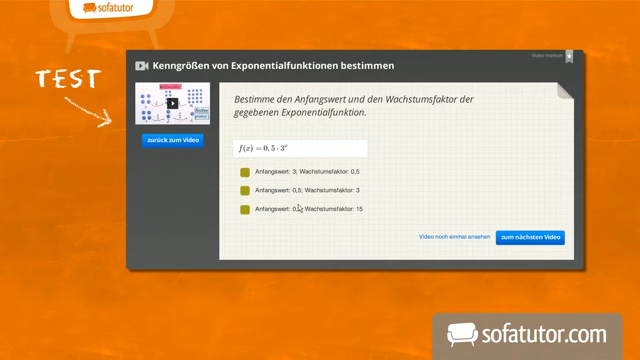 sofatutor
Video merken
Kenngrößen von Exponentialfunktionen bestimmen
TEST
Bestimme den Anfangswert und den Wachstumsfaktor der
gegebenen Exponentialfunktion.
zurück zum Video
f(x) = 0,5 · 3^x
Anfangswert: 3; Wachstumsfaktor: 0,5
Anfangswert: 0,5; Wachstumsfaktor: 3
Anfangswert: 0, Wachstumsfaktor: 15
Video noch einmal ansehen
zum nächsten Video
sofatutor.com